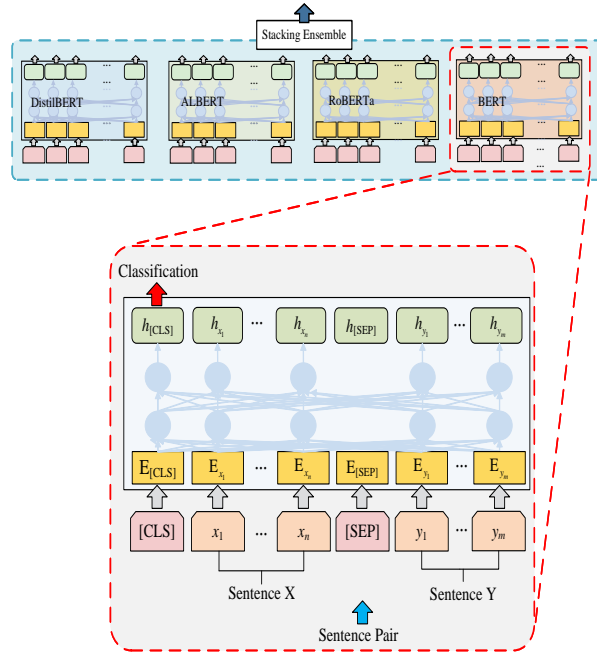 Stacking Ensemble
DistilBERT ... ALBERT ... RoBERTa ... BERT ...
Classification
h[CLS] hx1 ... hxn h[SEP] hy1 ... hym
E[CLS] Ex1 ... Exn E[SEP] Ey1 ... Eym
[CLS] x1 ... xn [SEP] y1 ... ym
Sentence X Sentence Y
Sentence Pair